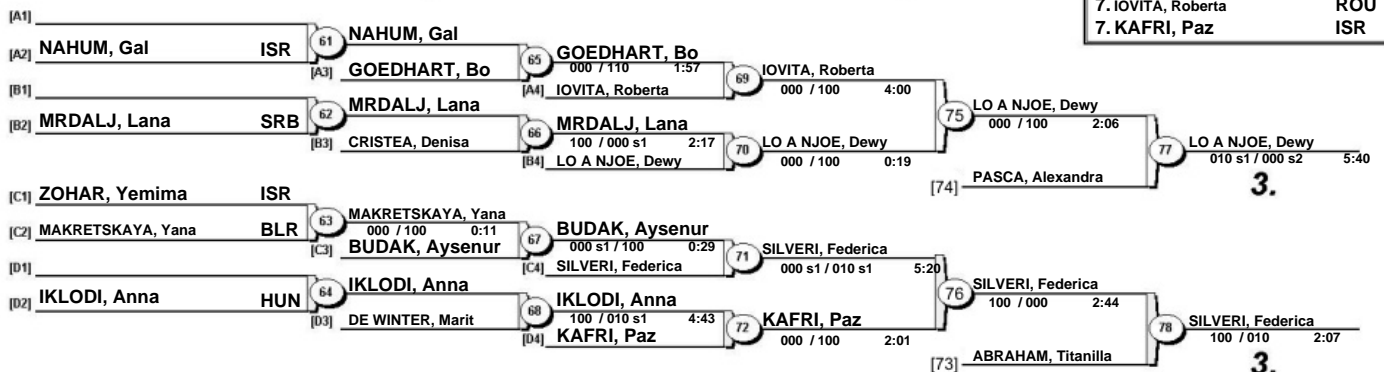 7. IOVITA, Roberta ROU
7. KAFRI, Paz ISR
[A1]
[A2] NAHUM, Gal ISR
61 NAHUM, Gal
[A3] GOEDHART, Bo
65 GOEDHART, Bo
000 / 110 1:57
[A4] IOVITA, Roberta
69 IOVITA, Roberta
000 / 100 4:00
[B1]
[B2] MRDALJ, Lana SRB
62 MRDALJ, Lana
[B3] CRISTEA, Denisa
66 MRDALJ, Lana
100 / 000 s1 2:17
[B4] LO A NJOE, Dewy
70 LO A NJOE, Dewy
000 / 100 0:19
75 LO A NJOE, Dewy
000 / 100 2:06
[74] PASCA, Alexandra
77 LO A NJOE, Dewy
010 s1 / 000 s2 5:40
3.
[C1] ZOHAR, Yemima ISR
[C2] MAKRETSKAYA, Yana BLR
63 MAKRETSKAYA, Yana
000 / 100 0:11
[C3] BUDAK, Aysenur
67 BUDAK, Aysenur
000 s1 / 100 0:29
[C4] SILVERI, Federica
71 SILVERI, Federica
000 s1 / 010 s1 5:20
[D1]
[D2] IKLODI, Anna HUN
64 IKLODI, Anna
[D3] DE WINTER, Marit
68 IKLODI, Anna
100 / 010 s1 4:43
[D4] KAFRI, Paz
72 KAFRI, Paz
000 / 100 2:01
76 SILVERI, Federica
100 / 000 2:44
[73] ABRAHAM, Titanilla
78 SILVERI, Federica
100 / 010 2:07
3.